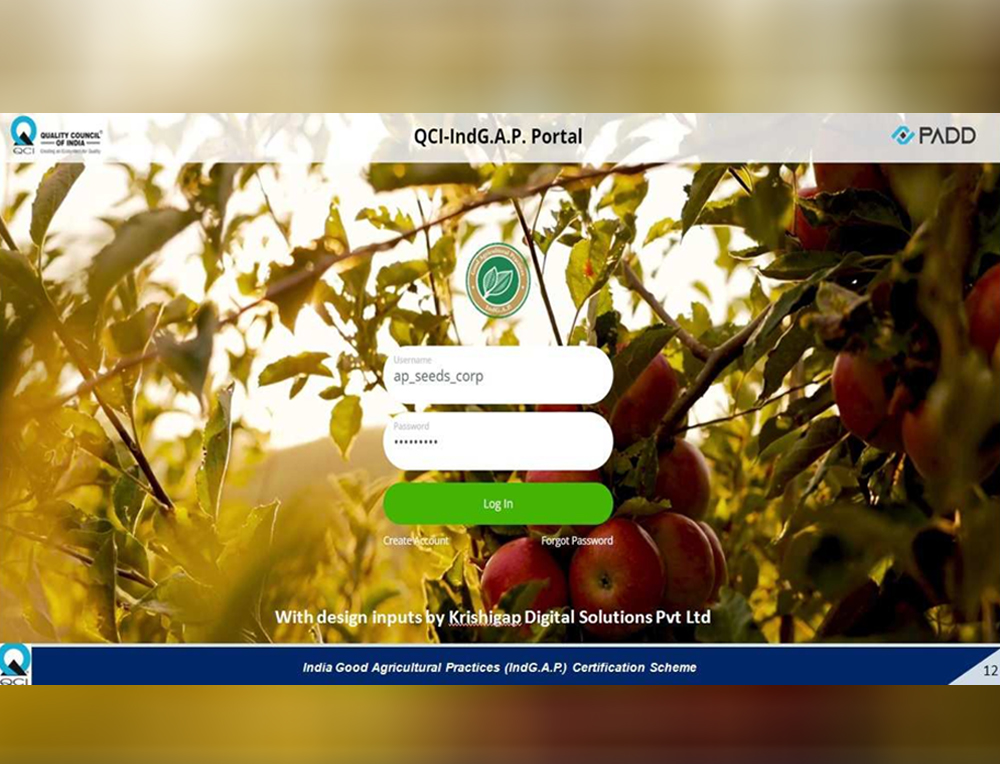 QUALITY COUNCIL
OF INDIA
Creating an Ecosystem for Quality
QCI
QCI-IndG.A.P. Portal
PADD
Username
ap_seeds_corp
Password
•••••••••
Log In
Create Account
Forgot Password
With design inputs by Krishigap Digital Solutions Pvt Ltd
QCI
India Good Agricultural Practices (IndG.A.P.) Certification Scheme
12